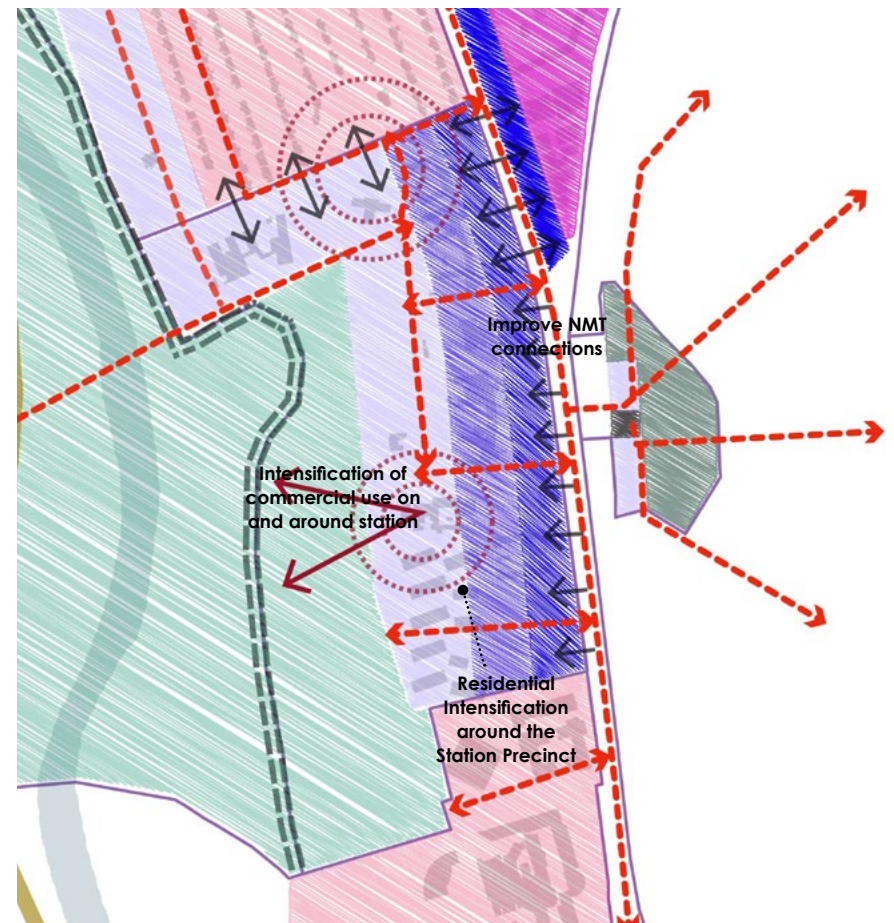 Improve NMT
connections
Intensification of
commercial use on
and around station
Residential
Intensification
around the
Station Precinct